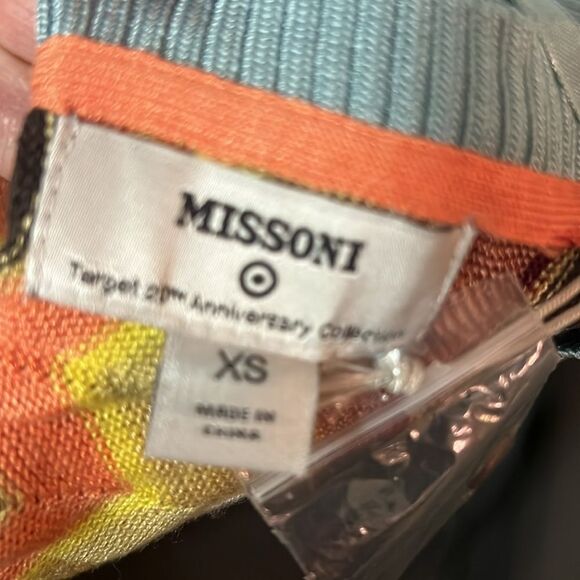 MISSONI
Target 20TH Anniversary Collection
XS
MADE IN
CHINA